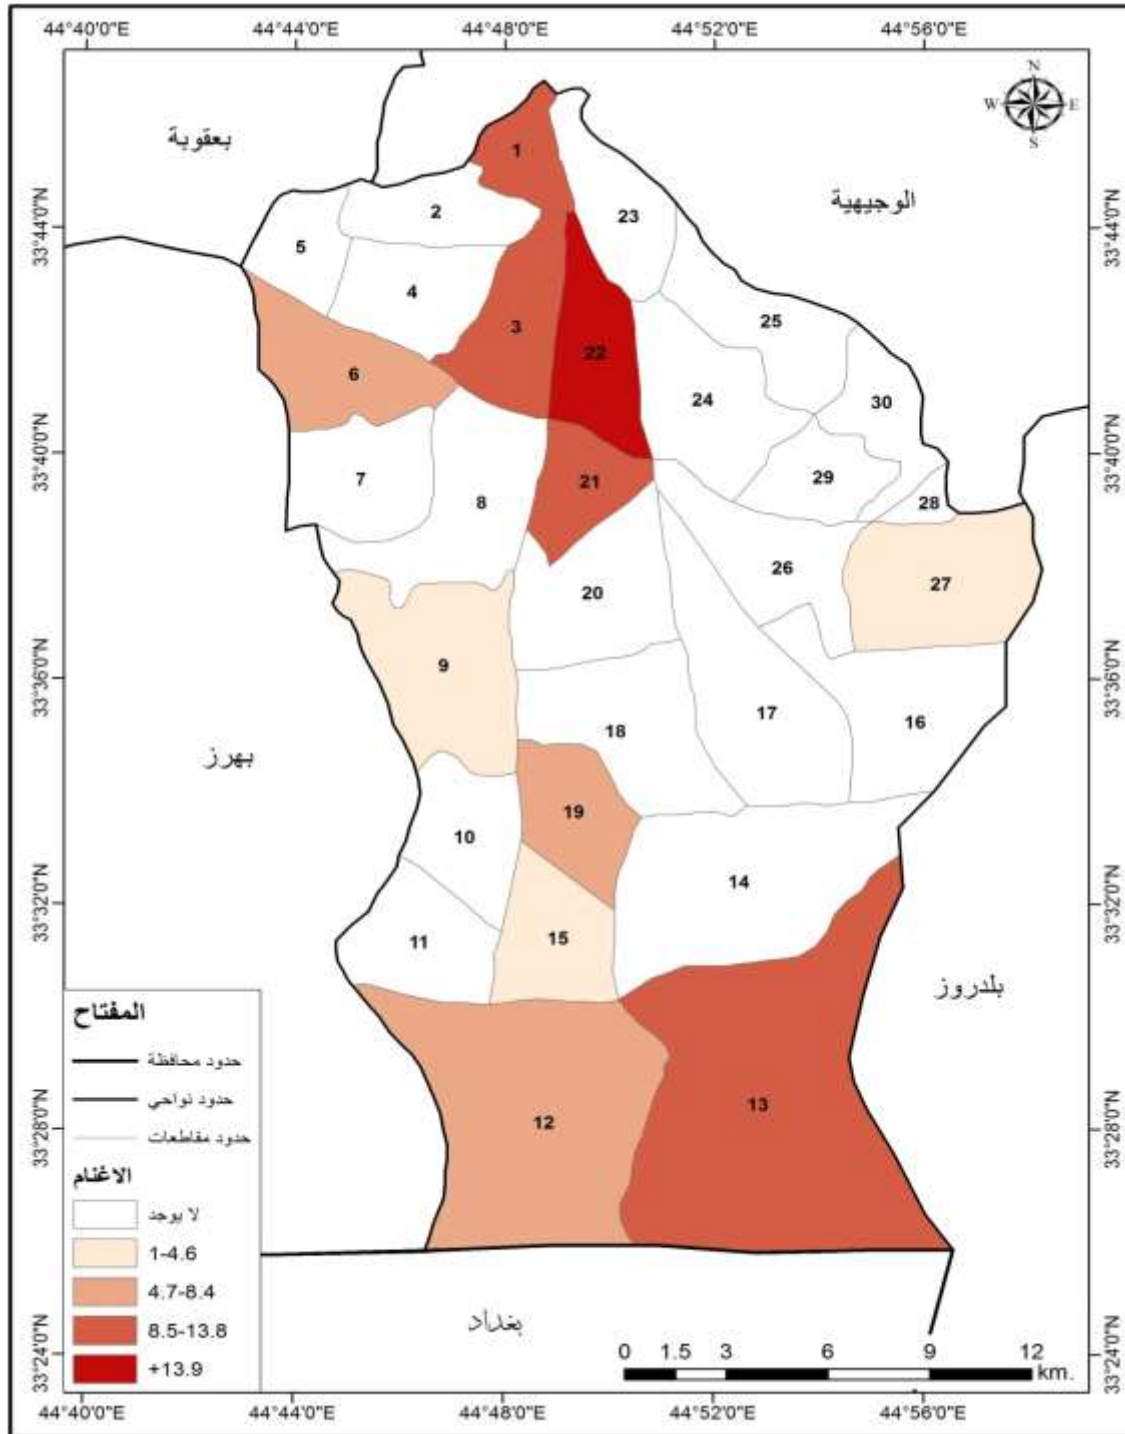 44°40'0"E 44°44'0"E 44°48'0"E 44°52'0"E 44°56'0"E
N
W E
S
بعقوبة
الوجيهية
1
2
23
5
33°44'0"N 33°44'0"N
4
3
25
22
6
24
30
33°40'0"N 33°40'0"N
7
29
21
8
28
26
27
20
9
33°36'0"N 33°36'0"N
17
16
18
بهرز
19
10
14
33°32'0"N 33°32'0"N
15
11
بلدروز
12
13
33°28'0"N 33°28'0"N
المفتاح
حدود محافظة
حدود نواحي
حدود مقاطعات
الاغنام
لا يوجد
1-4.6
4.7-8.4
8.5-13.8
+13.9
بغداد
0 1.5 3 6 9 12
km.
33°24'0"N 33°24'0"N
44°40'0"E 44°44'0"E 44°48'0"E 44°52'0"E 44°56'0"E